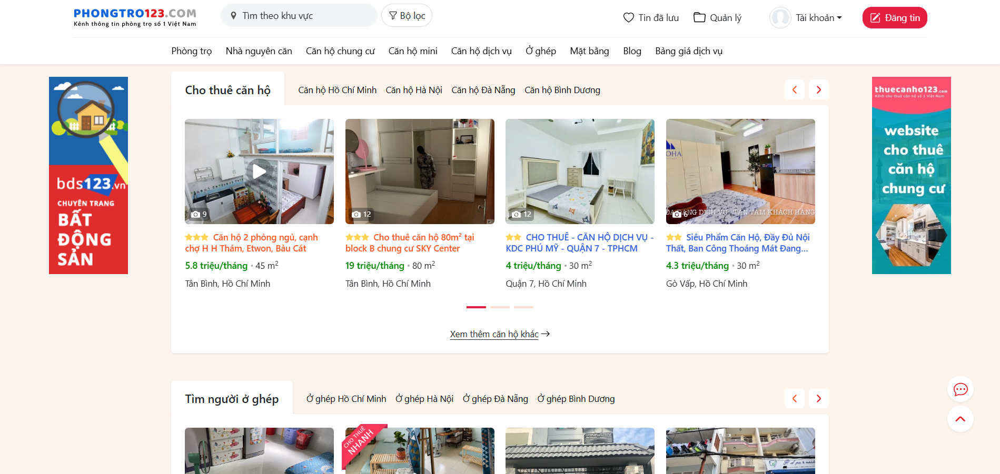 PHONGTRO123.COM
Kênh thông tin phòng trọ số 1 Việt Nam
Tìm theo khu vực
Bộ lọc
Tin đã lưu
Quản lý
Tài khoản
Đăng tin
Phòng trọ
Nhà nguyên căn
Căn hộ chung cư
Căn hộ mini
Căn hộ dịch vụ
Ở ghép
Mặt bằng
Blog
Bảng giá dịch vụ
bds123.vn
CHUYÊN TRANG
BẤT
ĐỘNG
SẢN
Cho thuê căn hộ
Căn hộ Hồ Chí Minh
Căn hộ Hà Nội
Căn hộ Đà Nẵng
Căn hộ Bình Dương
9
12
12
OHA
ĐA DẠNG DỊCH VỤ - TẬN TÂM KHÁCH HÀNG
6
Căn hộ 2 phòng ngủ, cạnh
chợ H H Thám, Etwon, Bàu Cát
5.8 triệu/tháng • 45 m²
Tân Bình, Hồ Chí Minh
Cho thuê căn hộ 80m² tại
block B chung cư SKY Center
19 triệu/tháng • 80 m²
Tân Bình, Hồ Chí Minh
CHO THUÊ - CĂN HỘ DỊCH VỤ -
KDC PHÚ MỸ - QUẬN 7 - TPHCM
4 triệu/tháng • 30 m²
Quận 7, Hồ Chí Minh
Siêu Phẩm Căn Hộ, Đầy Đủ Nội
Thất, Ban Công Thoáng Mát Đang...
4.3 triệu/tháng • 30 m²
Gò Vấp, Hồ Chí Minh
Xem thêm căn hộ khác →
thuecanho123.com
Kênh cho thuê căn hộ số 1 Việt Nam
website
cho thuê
căn hộ
chung cư
Tìm người ở ghép
Ở ghép Hồ Chí Minh
Ở ghép Hà Nội
Ở ghép Đà Nẵng
Ở ghép Bình Dương
CHO THUÊ
NHANH